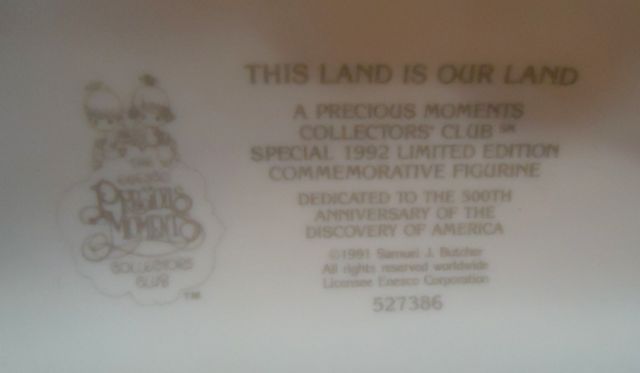 THIS LAND IS OUR LAND
A PRECIOUS MOMENTS
COLLECTORS' CLUB℠
SPECIAL 1992 LIMITED EDITION
COMMEMORATIVE FIGURINE
DEDICATED TO THE 500TH
ANNIVERSARY OF THE
DISCOVERY OF AMERICA
©1991 Samuel J. Butcher
All rights reserved worldwide
Licensee Enesco Corporation
527386
PRECIOUS
MOMENTS
COLLECTORS
CLUB
™